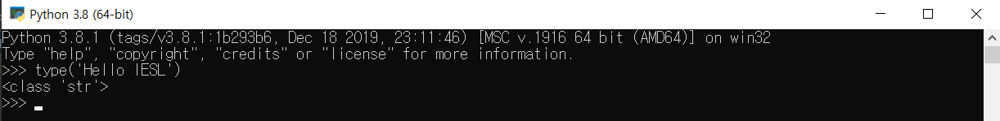 Python 3.8 (64-bit)
Python 3.8.1 (tags/v3.8.1:1b293b6, Dec 18 2019, 23:11:46) [MSC v.1916 64 bit (AMD64)] on win32
Type "help", "copyright", "credits" or "license" for more information.
>>> type('Hello IESL')
<class 'str'>
>>>